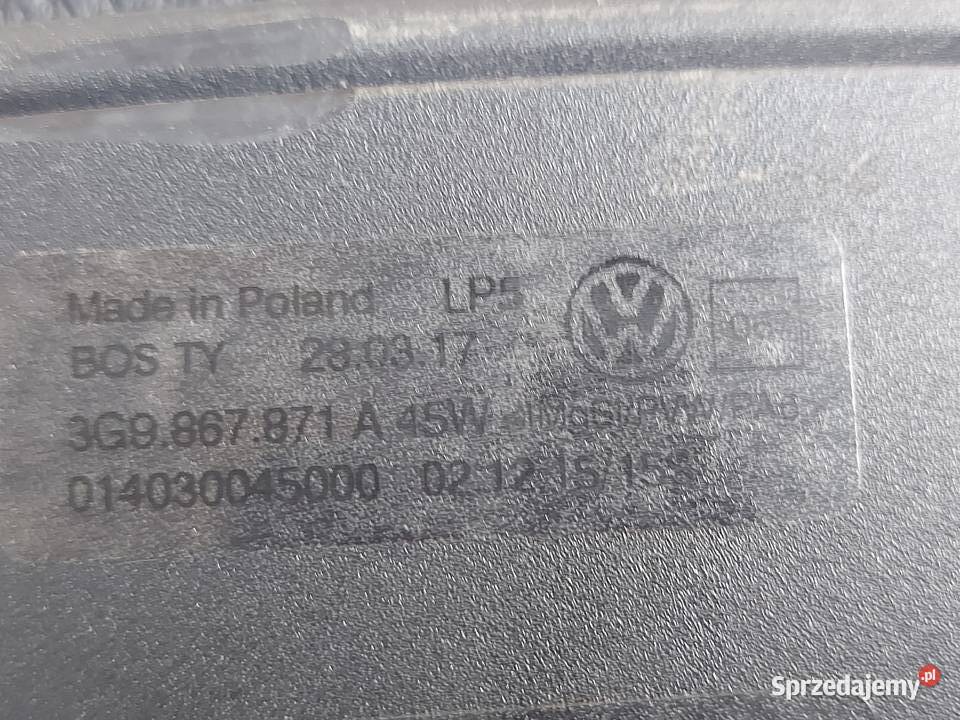 Made in Poland LP5
BOS TY 28.03.17
3G9.867.871 A 45W
014030045000 02.12.15/15S
Sprzedajemy.pl